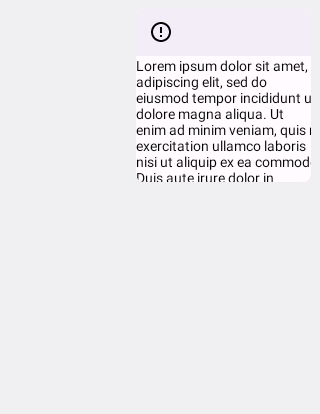 Lorem ipsum dolor sit amet,
adipiscing elit, sed do
eiusmod tempor incididunt u
dolore magna aliqua. Ut
enim ad minim veniam, quis
exercitation ullamco laboris
nisi ut aliquip ex ea commod
Duis aute irure dolor in